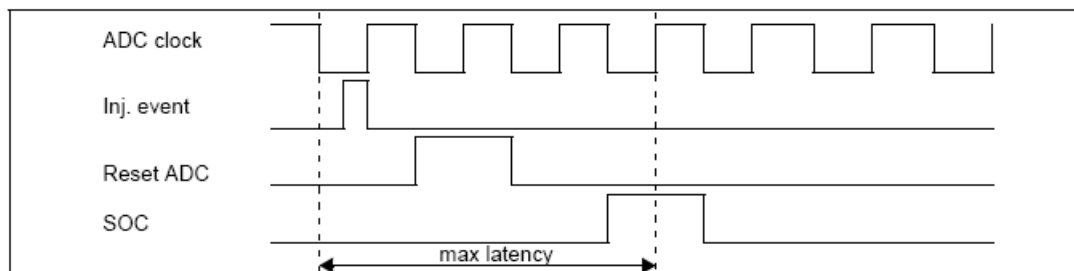 ADC clock
Inj. event
Reset ADC
SOC
max latency